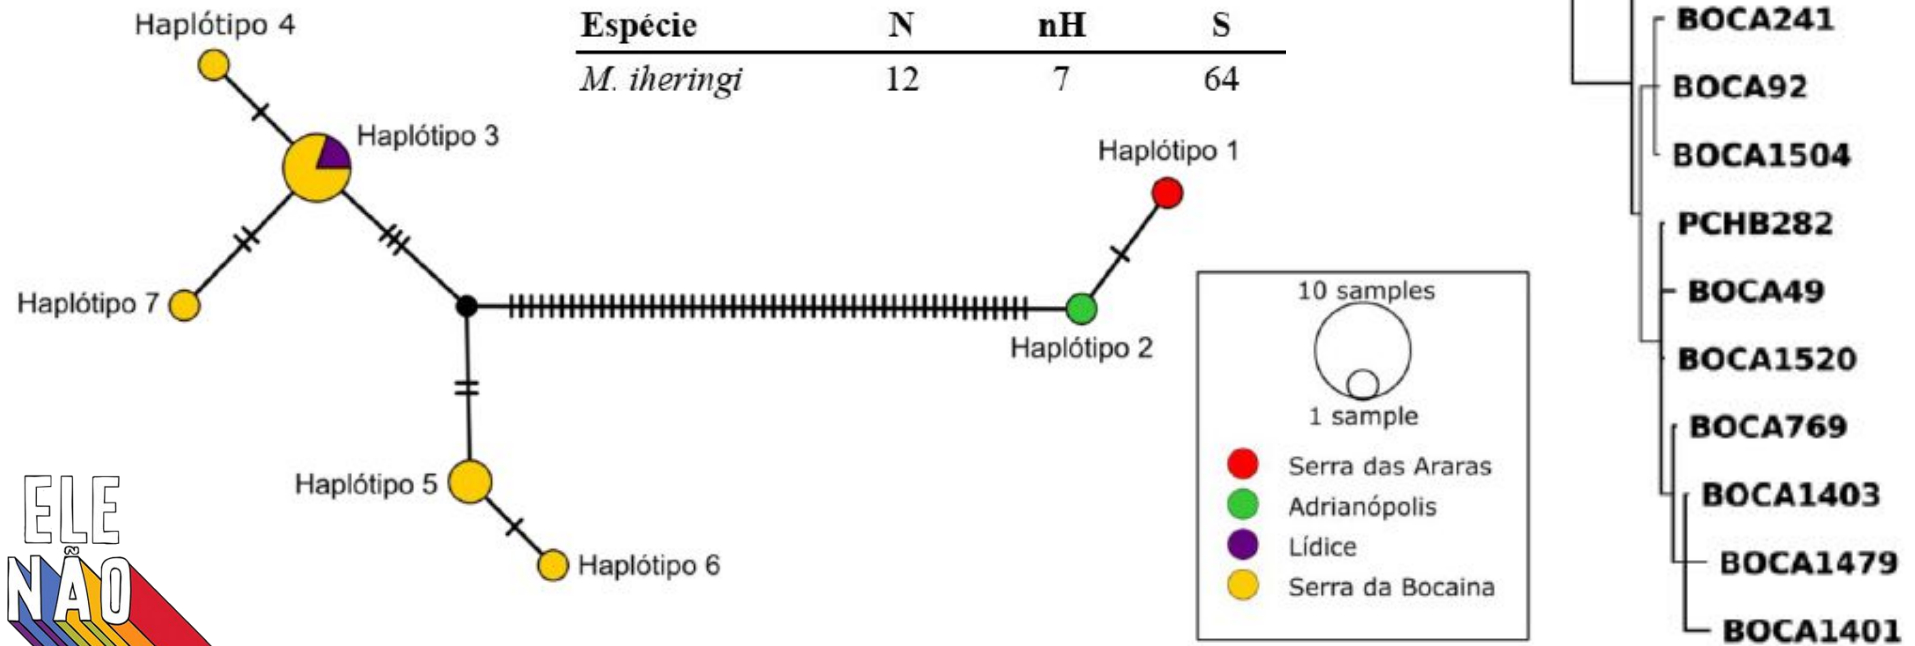 Haplótipo 4
Espécie N nH S
M. iheringi 12 7 64
Haplótipo 3
Haplótipo 1
Haplótipo 7
Haplótipo 2
Haplótipo 5
Haplótipo 6
10 samples
1 sample
Serra das Araras
Adrianópolis
Lídice
Serra da Bocaina
BOCA241
BOCA92
BOCA1504
PCHB282
BOCA49
BOCA1520
BOCA769
BOCA1403
BOCA1479
BOCA1401
ELE
NÃO